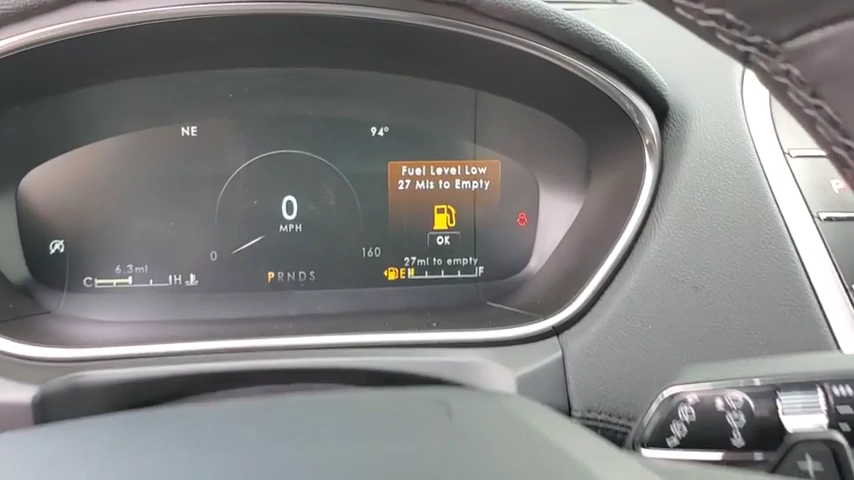 NE
94°
Fuel Level Low
27 MIs to Empty
0
MPH
OK
0
160
6.3mi
27mi to empty
C
H
PRNDS
E
F
P